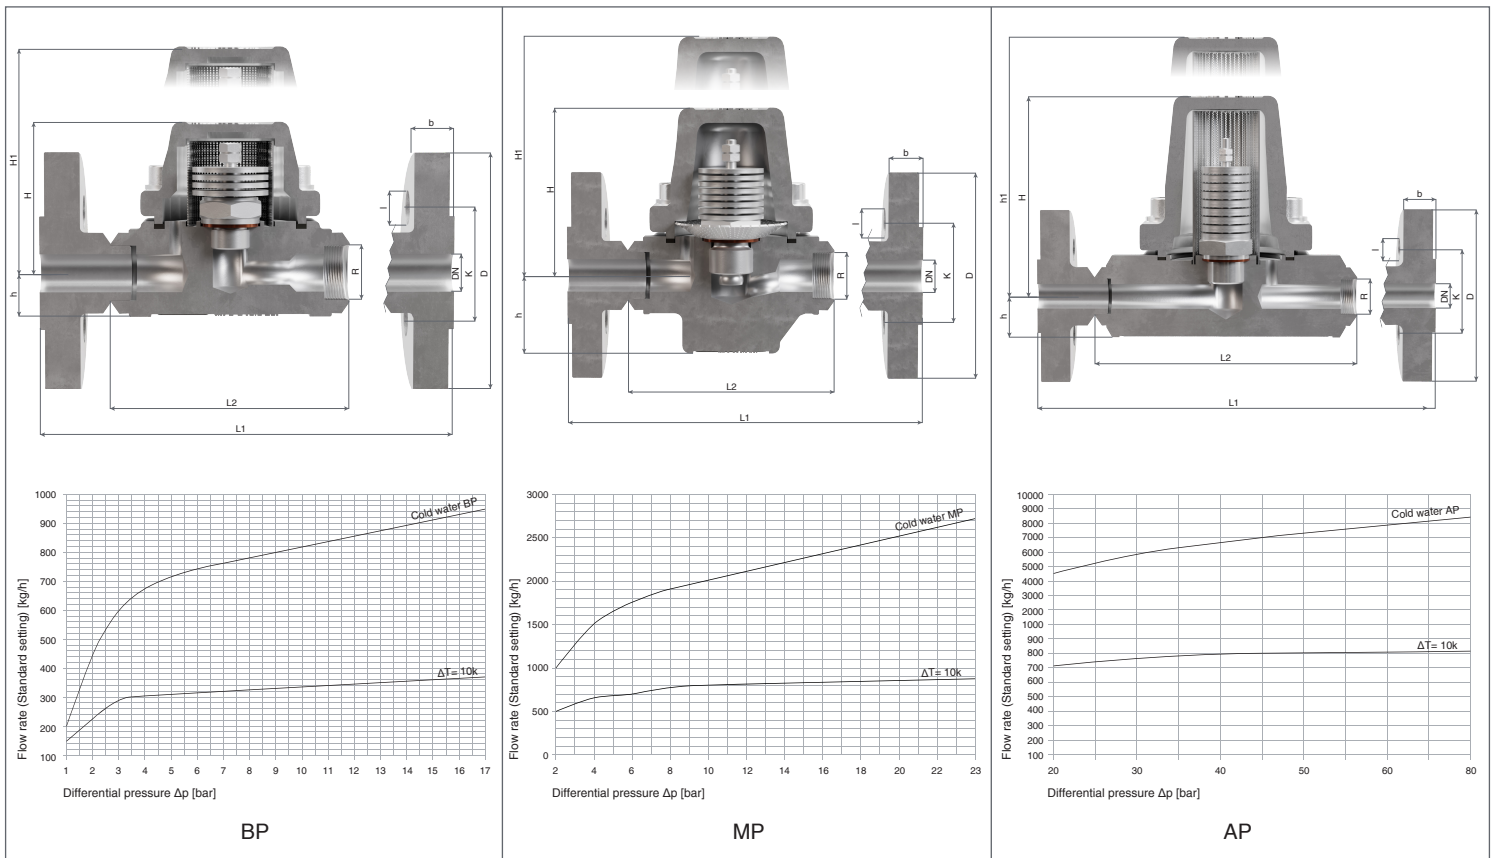 H1
H
h
b
l
DN
K
D
R
L2
L1
H1
H
h
b
l
DN
K
D
R
L2
L1
h1
H
h
b
l
DN
K
D
R
L2
L1
Flow rate (Standard setting) [kg/h]
1000
900
800
700
600
500
400
300
200
100
Cold water BP
ΔT= 10k
1 2 3 4 5 6 7 8 9 10 11 12 13 14 15 16 17
Differential pressure Δp [bar]
BP
Flow rate (Standard setting) [kg/h]
3000
2500
2000
1500
1000
500
0
Cold water MP
ΔT= 10k
2 4 6 8 10 12 14 16 18 20 22 23
Differential pressure Δp [bar]
MP
Flow rate (Standard setting) [kg/h]
10000
9000
8000
7000
6000
5000
4000
3000
2000
1000
900
800
700
600
500
400
300
200
100
Cold water AP
ΔT= 10k
20 30 40 50 60 70 80
Differential pressure Δp [bar]
AP